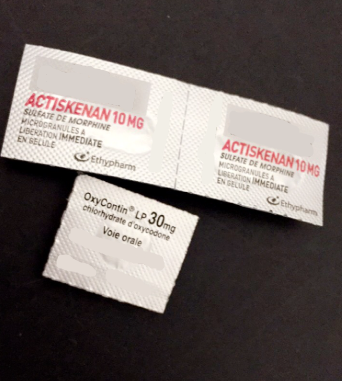 ACTISKENAN 10 MG
SULFATE DE MORPHINE
MICROGRANULES À
LIBÉRATION IMMÉDIATE
EN GÉLULE
Ethypharm
ACTISKENAN 10 MG
SULFATE DE MORPHINE
MICROGRANULES À
LIBÉRATION IMMÉDIATE
EN GÉLULE
Ethypharm
OxyContin® LP 30mg
chlorhydrate d'oxycodone
Voie orale